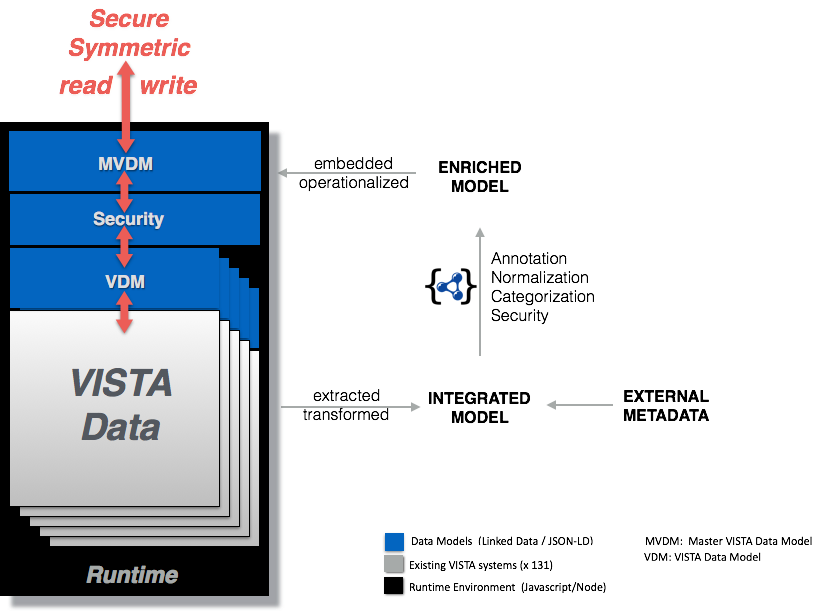 Secure
Symmetric
read write
MVDM
Security
VDM
VISTA
Data
Runtime
embedded
operationalized
ENRICHED
MODEL
Annotation
Normalization
Categorization
Security
extracted
transformed
INTEGRATED
MODEL
EXTERNAL
METADATA
Data Models (Linked Data / JSON-LD)
Existing VISTA systems (x 131)
Runtime Environment (Javascript/Node)
MVDM: Master VISTA Data Model
VDM: VISTA Data Model